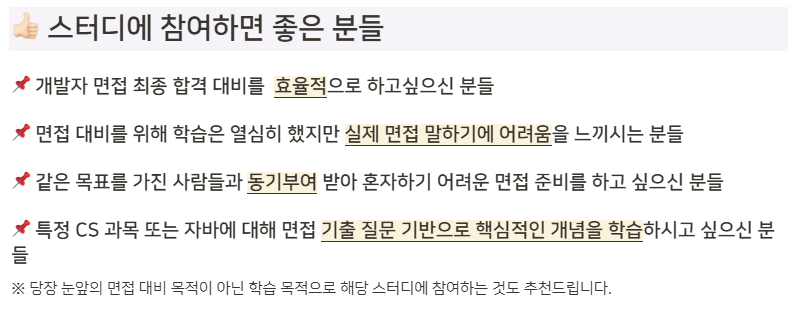 👍🏻 스터디에 참여하면 좋은 분들
📌 개발자 면접 최종 합격 대비를 효율적으로 하고싶으신 분들
📌 면접 대비를 위해 학습은 열심히 했지만 실제 면접 말하기에 어려움을 느끼시는 분들
📌 같은 목표를 가진 사람들과 동기부여 받아 혼자하기 어려운 면접 준비를 하고 싶으신 분들
📌 특정 CS 과목 또는 자바에 대해 면접 기출 질문 기반으로 핵심적인 개념을 학습하시고 싶으신 분
들
※ 당장 눈앞의 면접 대비 목적이 아닌 학습 목적으로 해당 스터디에 참여하는 것도 추천드립니다.